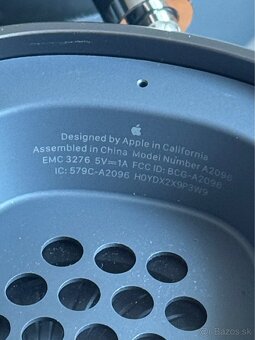 Designed by Apple in California
Assembled in China Model Number A2096
EMC 3276 5V⎓1A FCC ID: BCG-A2096
IC: 579C-A2096 H0YDX2X9P3W9
Bazos.sk